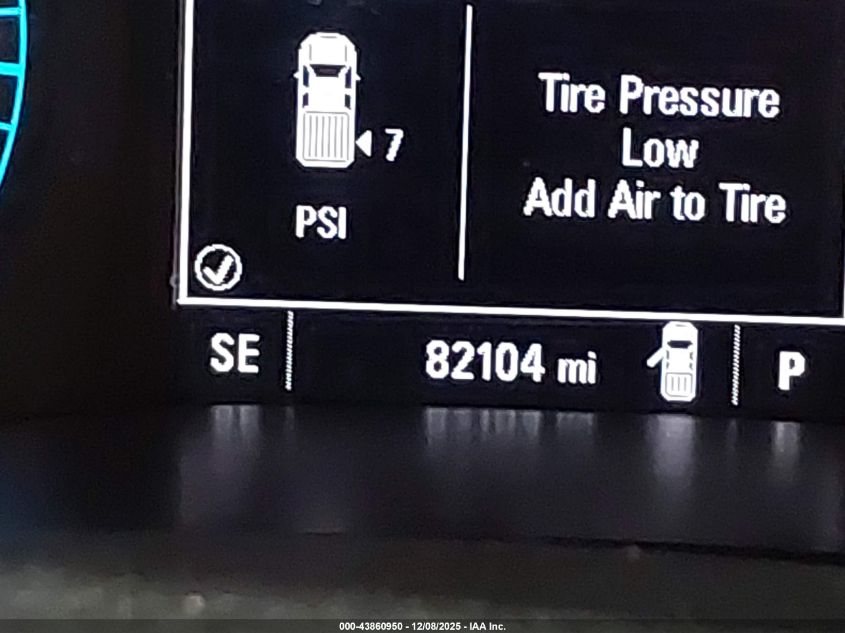 Tire Pressure
Low
Add Air to Tire
7
PSI
SE
82104 mi
P
000-43860950 - 12/08/2025 - IAA Inc.